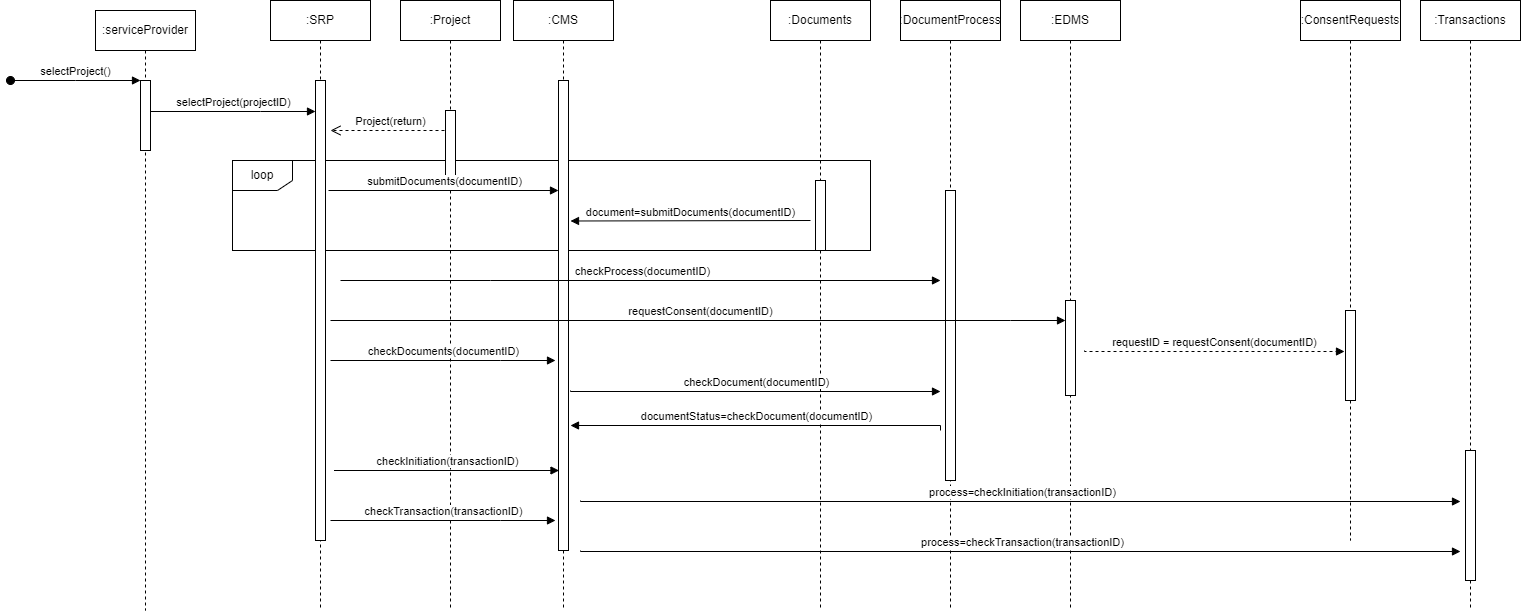 :serviceProvider
:SRP
:Project
:CMS
:Documents
:DocumentProcess
:EDMS
:ConsentRequests
:Transactions
selectProject()
selectProject(projectID)
Project(return)
loop
submitDocuments(documentID)
document=submitDocuments(documentID)
checkProcess(documentID)
requestConsent(documentID)
requestID = requestConsent(documentID)
checkDocuments(documentID)
checkDocument(documentID)
documentStatus=checkDocument(documentID)
checkInitiation(transactionID)
process=checkInitiation(transactionID)
checkTransaction(transactionID)
process=checkTransaction(transactionID)